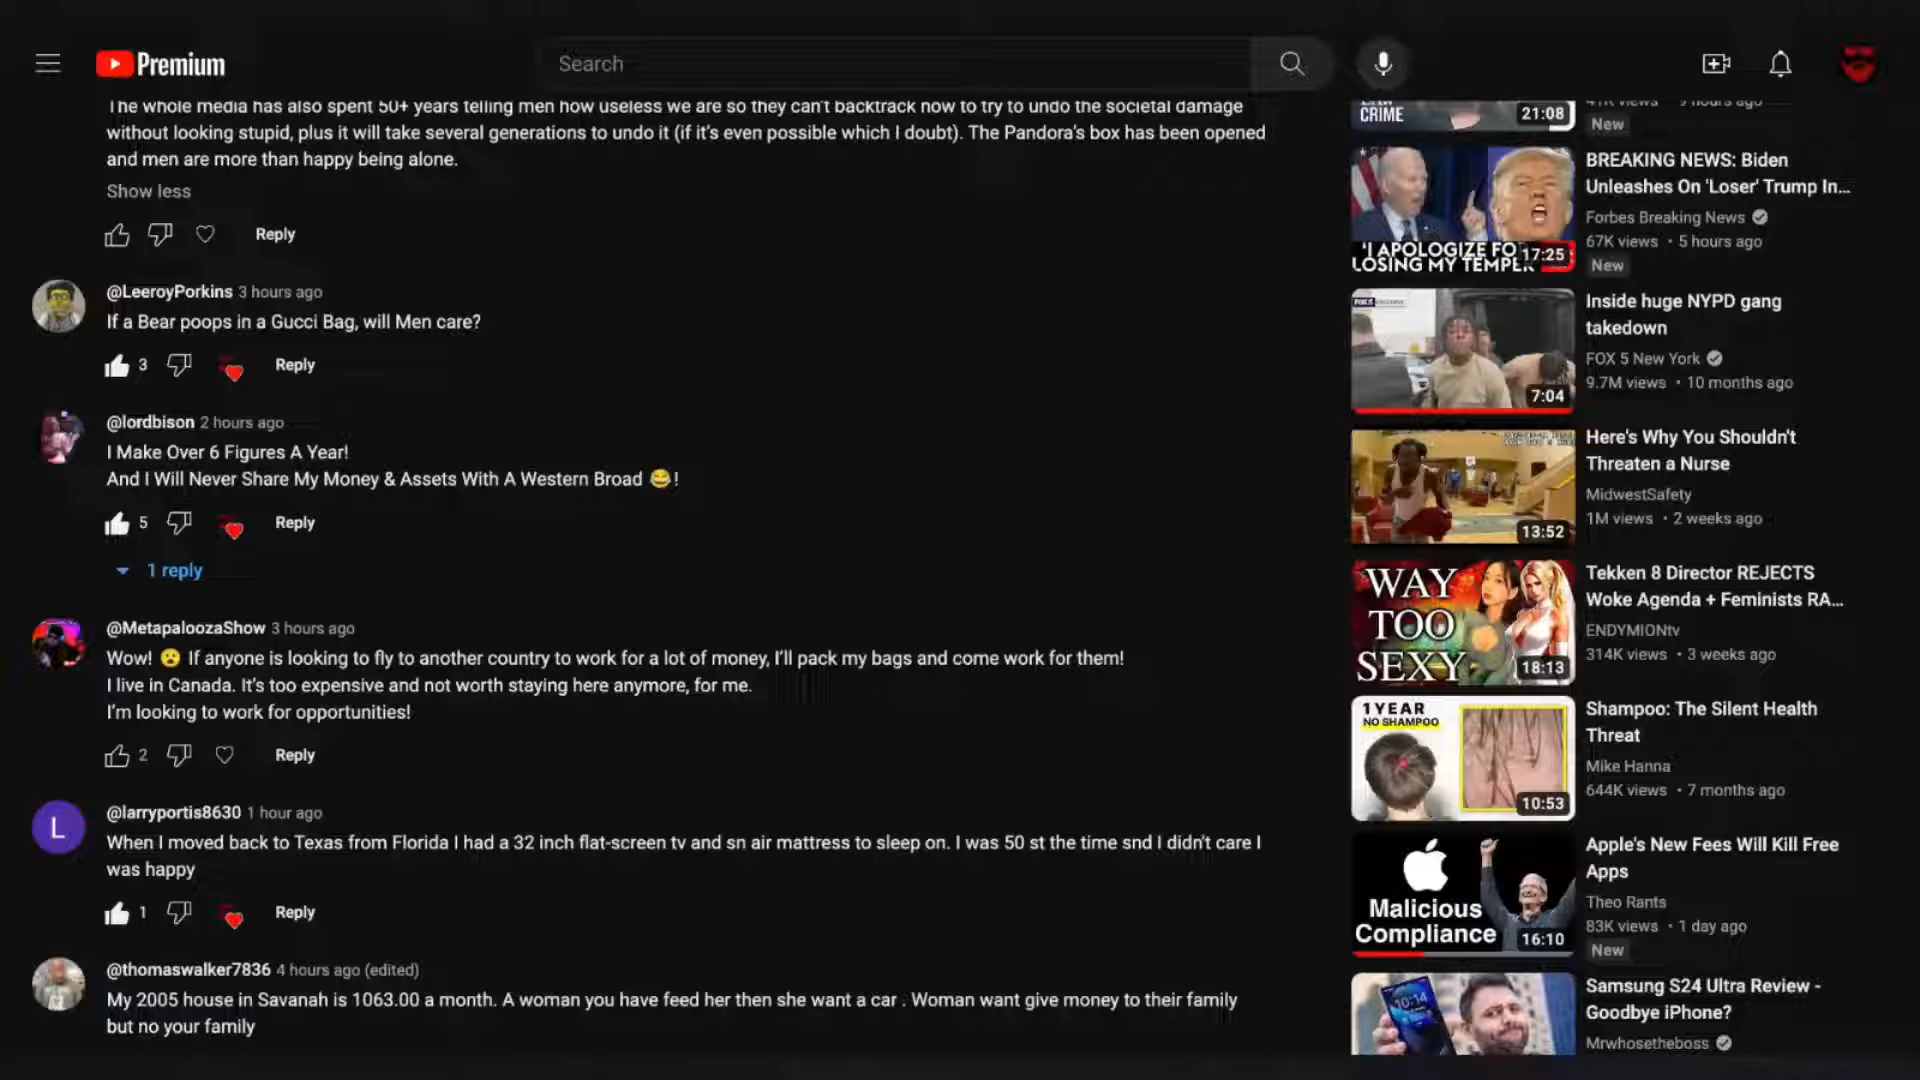 Premium
Search
The whole media has also spent 50+ years telling men how useless we are so they can't backtrack now to try to undo the societal damage
without looking stupid, plus it will take several generations to undo it (if it's even possible which I doubt). The Pandora's box has been opened
and men are more than happy being alone.
Show less
Reply
@LeeroyPorkins 3 hours ago
If a Bear poops in a Gucci Bag, will Men care?
3 Reply
@lordbison 2 hours ago
I Make Over 6 Figures A Year!
And I Will Never Share My Money & Assets With A Western Broad 😂!
5 Reply
1 reply
@MetapaloozaShow 3 hours ago
Wow! 😮 If anyone is looking to fly to another country to work for a lot of money, I'll pack my bags and come work for them!
I live in Canada. It's too expensive and not worth staying here anymore, for me.
I'm looking to work for opportunities!
2 Reply
L
@larryportis8630 1 hour ago
When I moved back to Texas from Florida I had a 32 inch flat-screen tv and sn air mattress to sleep on. I was 50 st the time snd I didn't care I
was happy
1 Reply
@thomaswalker7836 4 hours ago (edited)
My 2005 house in Savanah is 1063.00 a month. A woman you have feed her then she want a car . Woman want give money to their family
but no your family
CRIME
21:08
41K views • 9 hours ago
New
'I APOLOGIZE FO
LOSING MY TEMPER
17:25
BREAKING NEWS: Biden
Unleashes On 'Loser' Trump In...
Forbes Breaking News
67K views • 5 hours ago
New
7:04
Inside huge NYPD gang
takedown
FOX 5 New York
9.7M views • 10 months ago
13:52
Here's Why You Shouldn't
Threaten a Nurse
MidwestSafety
1M views • 2 weeks ago
WAY
TOO
SEXY
18:13
Tekken 8 Director REJECTS
Woke Agenda + Feminists RA...
ENDYMIONtv
314K views • 3 weeks ago
1 YEAR
NO SHAMPOO
10:53
Shampoo: The Silent Health
Threat
Mike Hanna
644K views • 7 months ago
Malicious
Compliance
16:10
Apple's New Fees Will Kill Free
Apps
Theo Rants
83K views • 1 day ago
New
10:14
Samsung S24 Ultra Review -
Goodbye iPhone?
Mrwhosetheboss